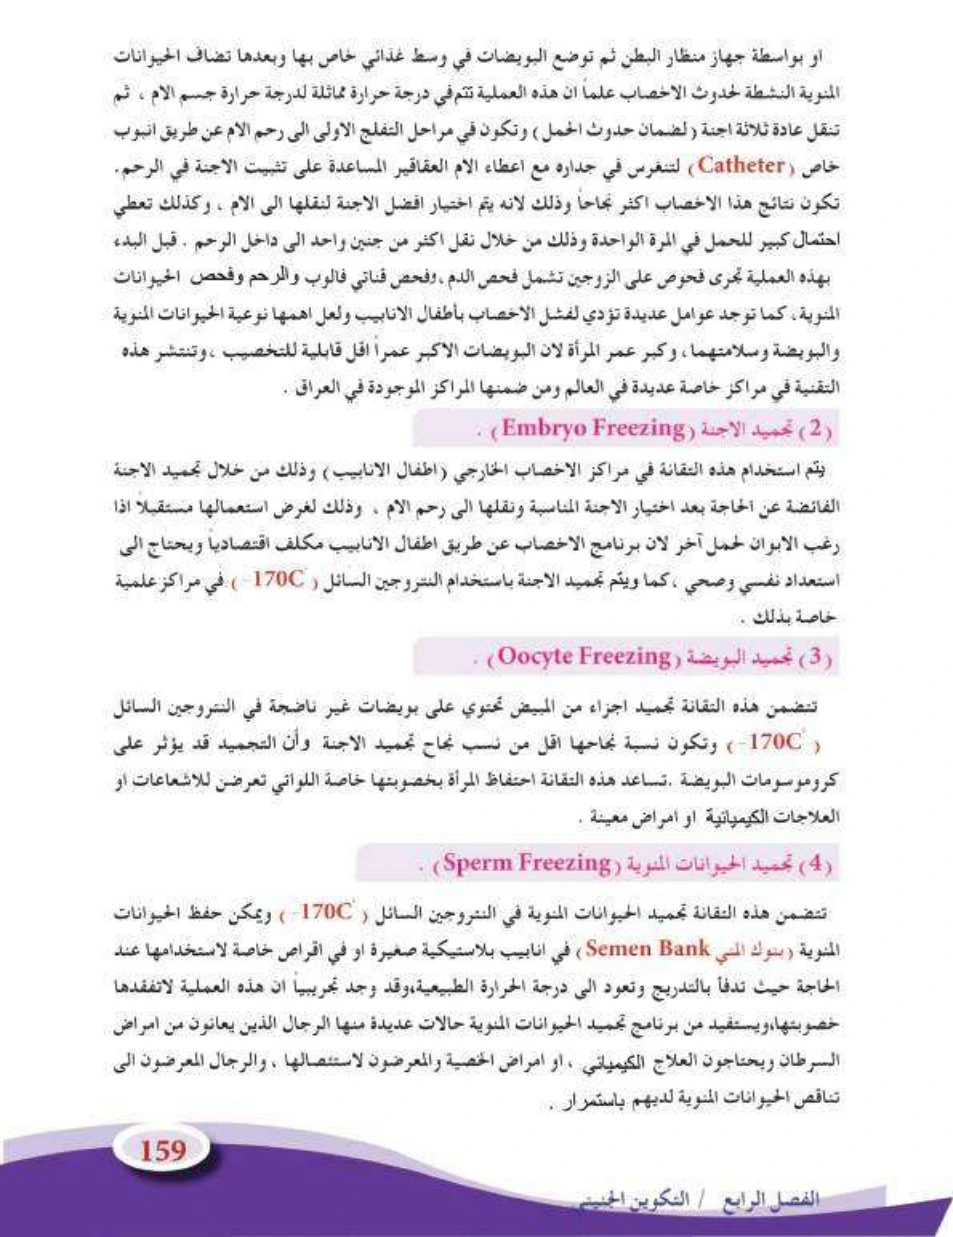 او بواسطة جهاز منظار البطن ثم توضع البويضات في وسط غذائي خاص بها وبعدها تضاف الحيوانات
المنوية النشطة لحدوث الاخصاب علماً ان هذه العملية تتم في درجة حرارة مماثلة لدرجة حرارة جسم الام ، ثم
تنقل عادة ثلاثة اجنة ( لضمان حدوث الحمل ) وتكون في مراحل التفلج الاولى الى رحم الام عن طريق انبوب
خاص ( Catheter ) لتنغرس في جداره مع اعطاء الام العقاقير المساعدة على تثبيت الاجنة في الرحم .
تكون نتائج هذا الاخصاب اكثر نجاحاً وذلك لانه يتم اختيار افضل الاجنة لنقلها الى الام ، وكذلك تعطي
احتمال كبير للحمل في المرة الواحدة وذلك من خلال نقل اكثر من جنين واحد الى داخل الرحم . قبل البدء
بهذه العملية تجرى فحوص على الزوجين تشمل فحص الدم ،وفحص قناتي فالوب والرحم وفحص الحيوانات
المنوية ، كما توجد عوامل عديدة تؤدي لفشل الاخصاب بأطفال الانابيب ولعل اهمها نوعية الحيوانات المنوية
والبويضة وسلامتهما ، وكبر عمر المرأة لان البويضات الاكبر عمراً اقل قابلية للتخصيب ، وتنتشر هذه
التقنية في مراكز خاصة عديدة في العالم ومن ضمنها المراكز الموجودة في العراق .
( 2 ) تجميد الاجنة ( Embryo Freezing ) .
يتم استخدام هذه التقانة في مراكز الاخصاب الخارجي ( اطفال الانابيب ) وذلك من خلال تجميد الاجنة
الفائضة عن الحاجة بعد اختيار الاجنة المناسبة ونقلها الى رحم الام ، وذلك لغرض استعمالها مستقبلاً اذا
رغب الابوان لحمل آخر لان برنامج الاخصاب عن طريق اطفال الانابيب مكلف اقتصادياً ويحتاج الى
استعداد نفسي وصحي ، كما ويتم تجميد الاجنة باستخدام النتروجين السائل ( -170C° ) في مراكز علمية
خاصة بذلك .
( 3 ) تجميد البويضة ( Oocyte Freezing ) .
تتضمن هذه التقانة تجميد اجزاء من المبيض تحتوي على بويضات غير ناضجة في النتروجين السائل
( -170C° ) وتكون نسبة نجاحها اقل من نسب نجاح تجميد الاجنة وأن التجميد قد يؤثر على
كروموسومات البويضة .تساعد هذه التقانة احتفاظ المرأة بخصوبتها خاصة اللواتي تعرضن للاشعاعات او
العلاجات الكيميائية او امراض معينة .
( 4 ) تجميد الحيوانات المنوية ( Sperm Freezing ) .
تتضمن هذه التقانة تجميد الحيوانات المنوية في النتروجين السائل ( -170C° ) ويمكن حفظ الحيوانات
المنوية ( بنوك المني Semen Bank ) في انابيب بلاستيكية صغيرة او في اقراص خاصة لاستخدامها عند
الحاجة حيث تدفأ بالتدريج وتعود الى درجة الحرارة الطبيعية،وقد وجد تجريبياً ان هذه العملية لاتفقدها
خصوبتها،ويستفيد من برنامج تجميد الحيوانات المنوية حالات عديدة منها الرجال الذين يعانون من امراض
السرطان ويحتاجون العلاج الكيميائي ، او امراض الخصية والمعرضون لاستئصالها ، والرجال المعرضون الى
تناقص الحيوانات المنوية لديهم باستمرار .
159
الفصل الرابع / التكوين الجنيني